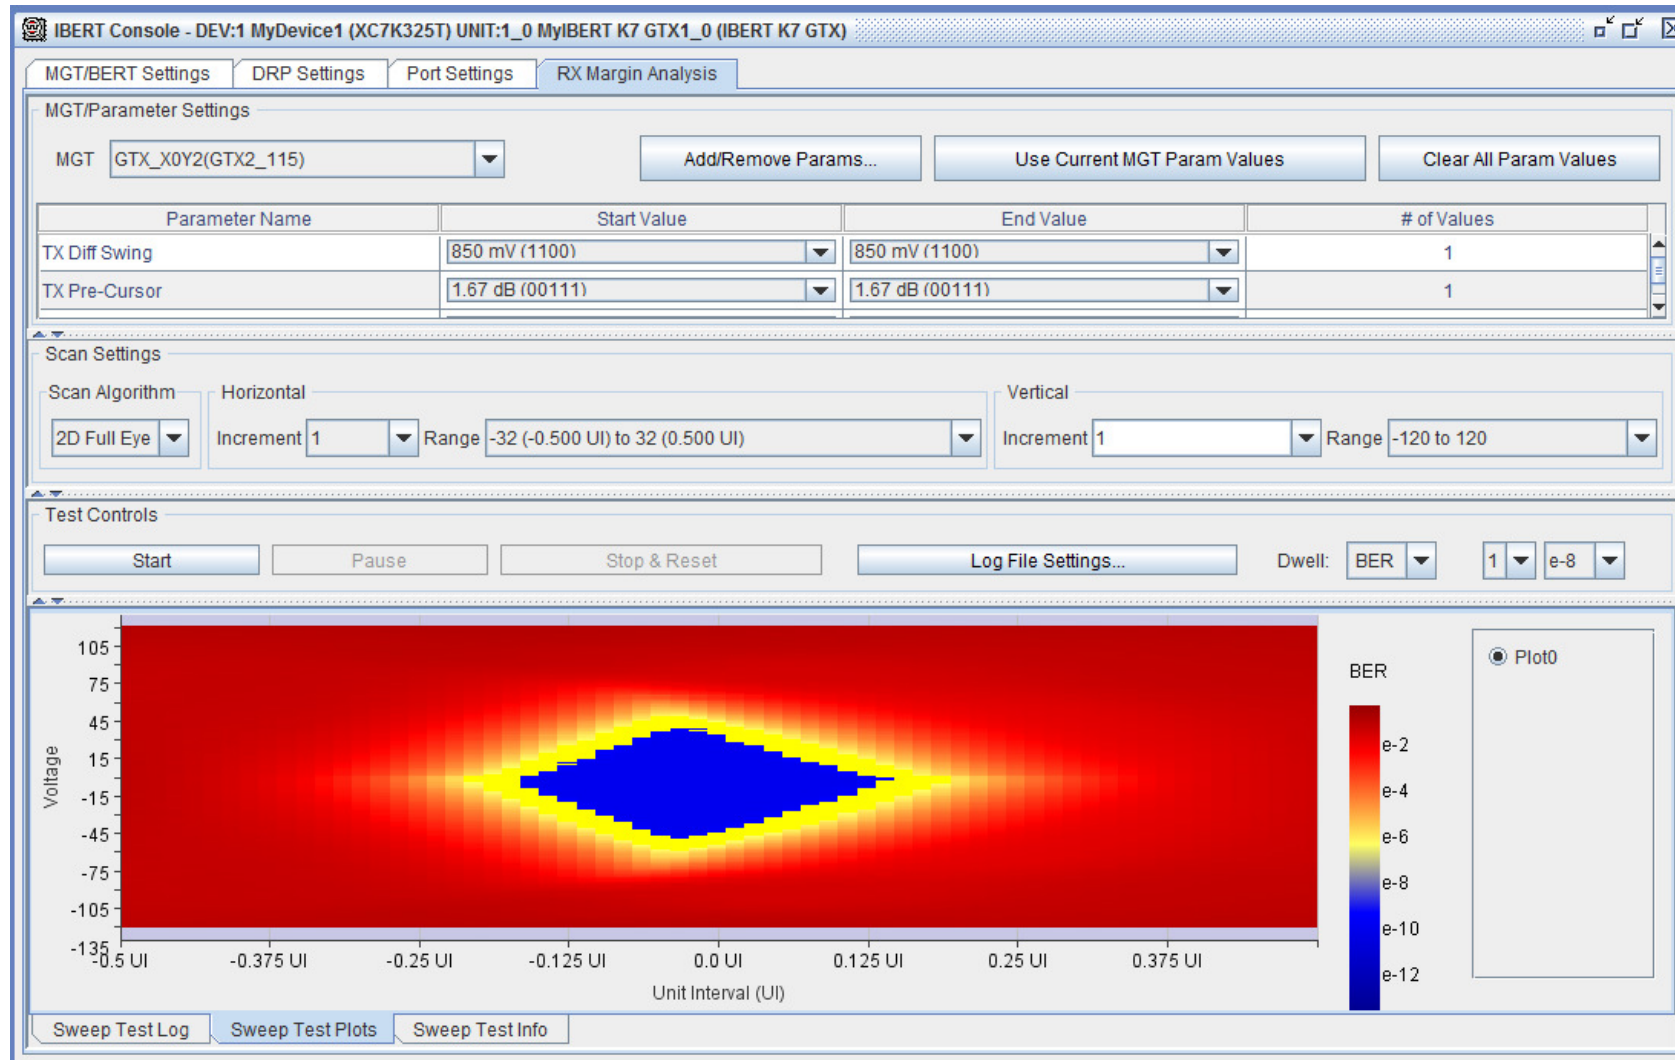 IBERT Console - DEV:1 MyDevice1 (XC7K325T) UNIT:1_0 MyIBERT K7 GTX1_0 (IBERT K7 GTX)
MGT/BERT Settings DRP Settings Port Settings RX Margin Analysis
MGT/Parameter Settings
MGT GTX_X0Y2(GTX2_115) Add/Remove Params... Use Current MGT Param Values Clear All Param Values
Parameter Name Start Value End Value # of Values
TX Diff Swing 850 mV (1100) 850 mV (1100) 1
TX Pre-Cursor 1.67 dB (00111) 1.67 dB (00111) 1
Scan Settings
Scan Algorithm Horizontal Vertical
2D Full Eye Increment 1 Range -32 (-0.500 UI) to 32 (0.500 UI) Increment 1 Range -120 to 120
Test Controls
Start Pause Stop & Reset Log File Settings... Dwell: BER 1 e-8
105
75
45
15
-15
-45
-75
-105
-135
Voltage
-0.5 UI -0.375 UI -0.25 UI -0.125 UI 0.0 UI 0.125 UI 0.25 UI 0.375 UI
Unit Interval (UI)
BER
e-2
e-4
e-6
e-8
e-10
e-12
Plot0
Sweep Test Log Sweep Test Plots Sweep Test Info